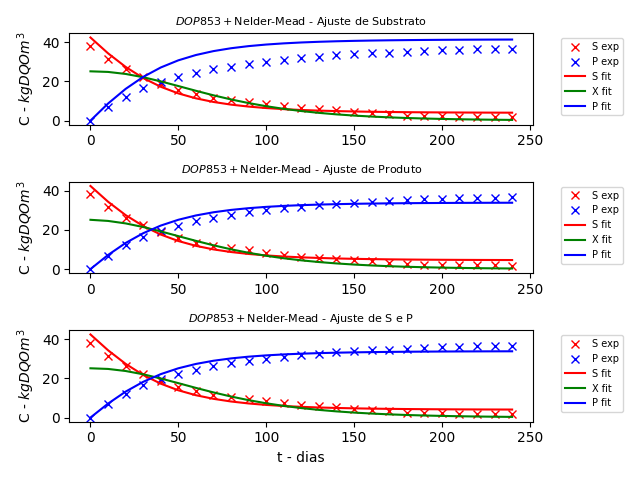 DOP853 + Nelder-Mead - Ajuste de Substrato
C - kgDQOm³
40
20
0
0 50 100 150 200 250
S exp
P exp
S fit
X fit
P fit
DOP853 + Nelder-Mead - Ajuste de Produto
C - kgDQOm³
40
20
0
0 50 100 150 200 250
S exp
P exp
S fit
X fit
P fit
DOP853 + Nelder-Mead - Ajuste de S e P
C - kgDQOm³
40
20
0
0 50 100 150 200 250
t - dias
S exp
P exp
S fit
X fit
P fit